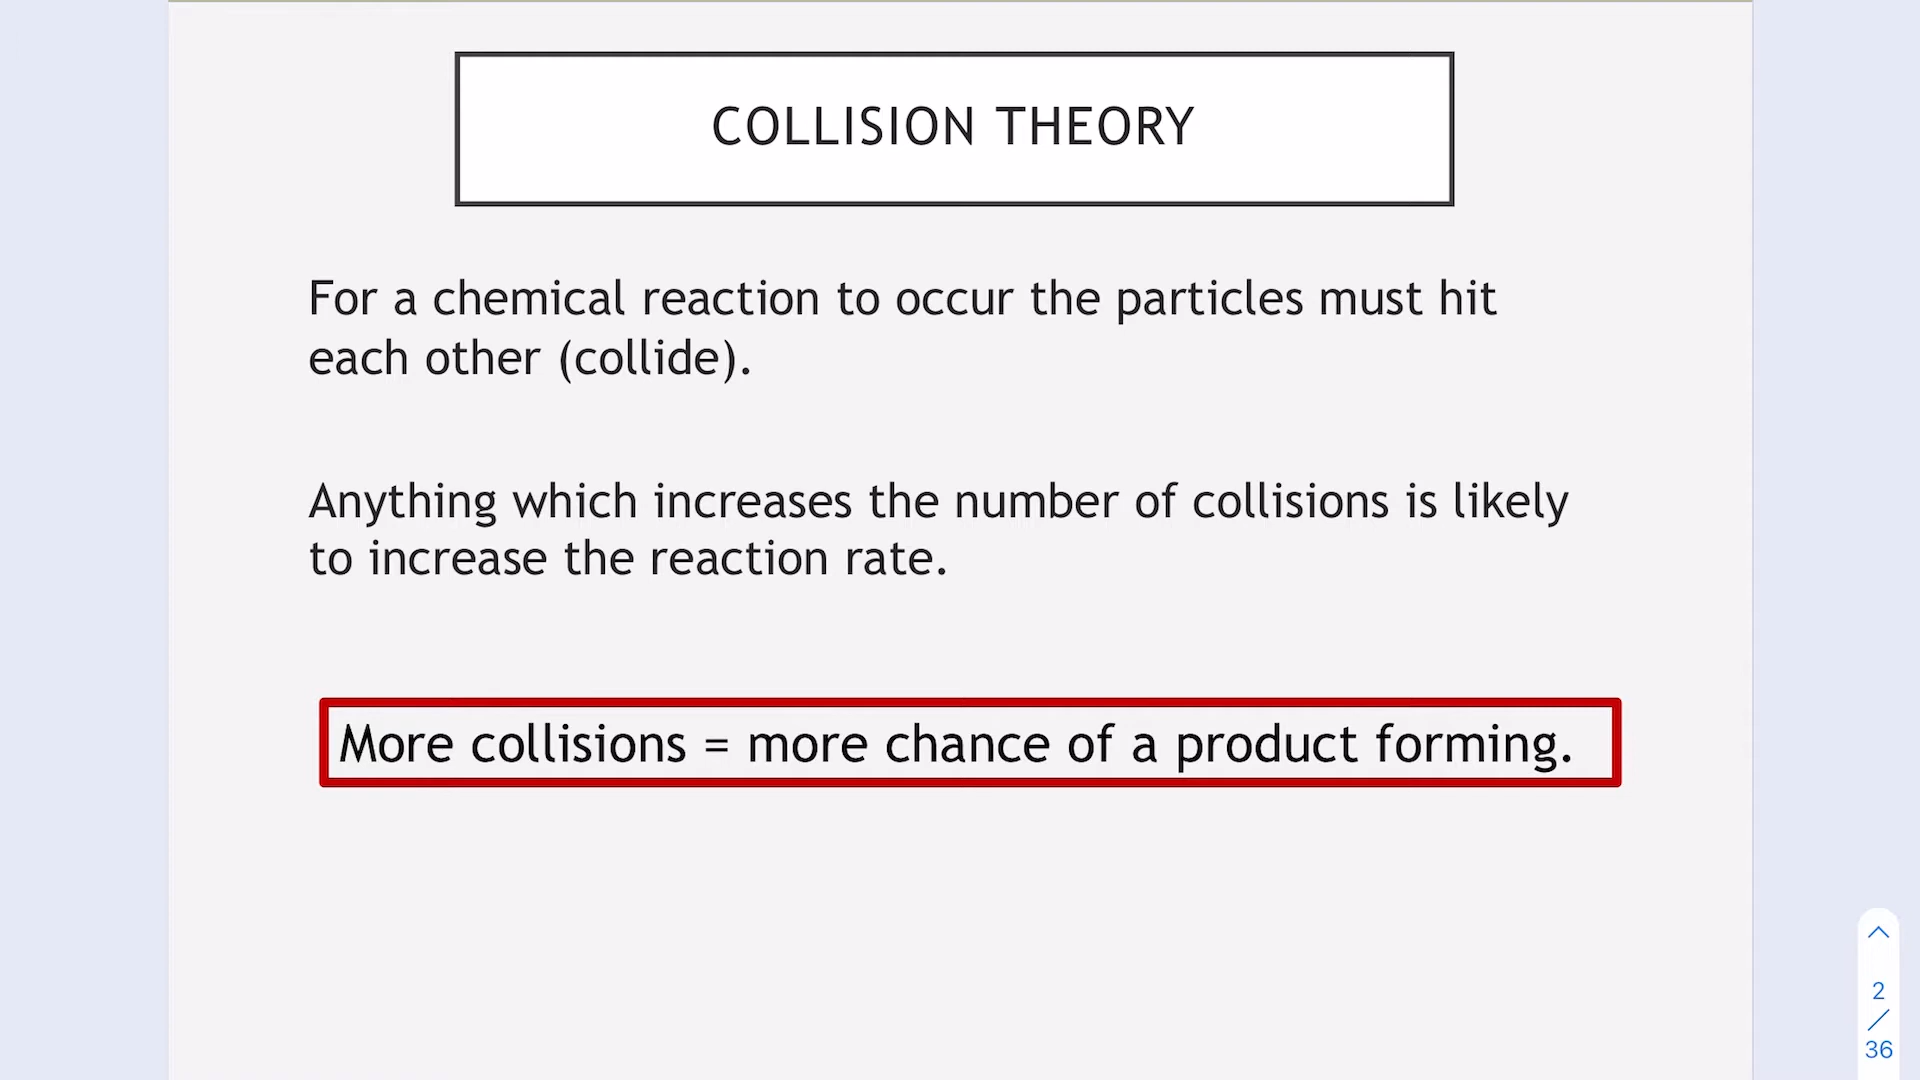 COLLISION THEORY
For a chemical reaction to occur the particles must hit
each other (collide).
Anything which increases the number of collisions is likely
to increase the reaction rate.
More collisions = more chance of a product forming.
2
/
36